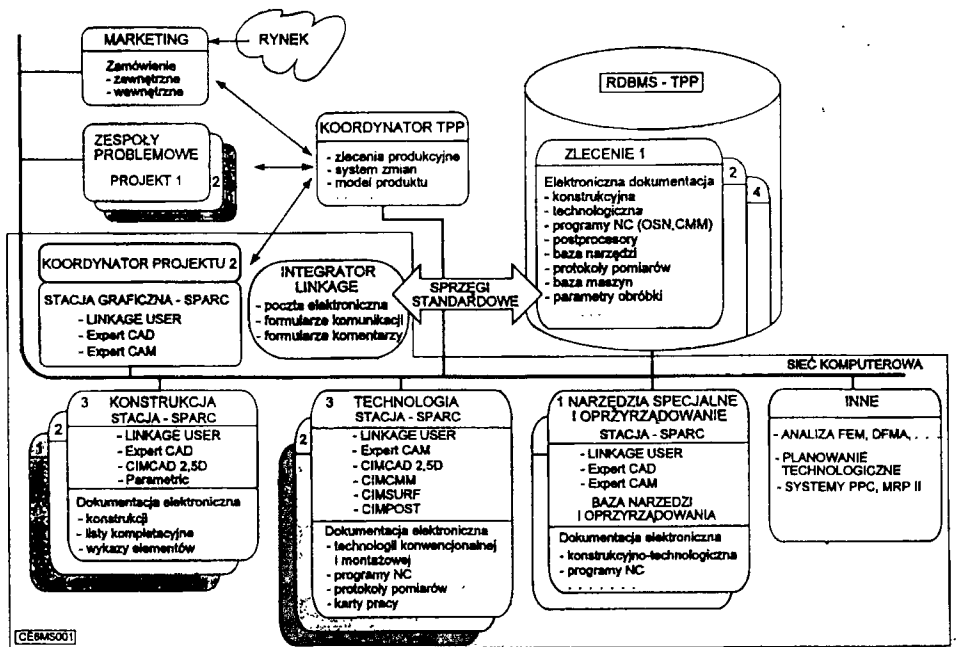 MARKETING
Zamówienie
- zewnętrzne
- wewnętrzne
RYNEK
ZESPOŁY
PROBLEMOWE
PROJEKT 1
2
KOORDYNATOR TPP
- zlecenia produkcyjne
- system zmian
- model produktu
. . .
RDBMS - TPP
ZLECENIE 1
2
4
Elektroniczna dokumentacja
- konstrukcyjna
- technologiczna
- programy NC (OSN,CMM)
- postprocesory
- baza narzędzi
- protokoły pomiarów
- baza maszyn
- parametry obróbki
. . .
KOORDYNATOR PROJEKTU 2
STACJA GRAFICZNA - SPARC
- LINKAGE USER
- Expert CAD
- Expert CAM
INTEGRATOR
LINKAGE
- poczta elektroniczna
- formularze komunikacji
- formularze komentarzy
SPRZĘGI
STANDARDOWE
SIEĆ KOMPUTEROWA
3 KONSTRUKCJA
STACJA - SPARC
2
1
- LINKAGE USER
- Expert CAD
- CIMCAD 2,5D
- Parametric
Dokumentacja elektroniczna
- konstrukcji
- listy kompletacyjne
- wykazy elementów
3 TECHNOLOGIA
STACJA - SPARC
2
- LINKAGE USER
- Expert CAM
- CIMCAD 2,5D
- CIMCMM
- CIMSURF
- CIMPOST
Dokumentacja elektroniczna
- technologii konwencjonalnej
i montażowej
- programy NC
- protokoły pomiarów
- karty pracy
1 NARZĘDZIA SPECJALNE
I OPRZYRZĄDOWANIE
STACJA - SPARC
- LINKAGE USER
- Expert CAD
- Expert CAM
BAZA NARZEDZI
I OPRZYRZĄDOWANIA
Dokumentacja elektroniczna
- konstrukcyjno-technologiczna
- programy NC
. . . . . . .
INNE
- ANALIZA FEM, DFMA, . . .
- PLANOWANIE
TECHNOLOGICZNE
- SYSTEMY PPC, MRP II
CE6MS001